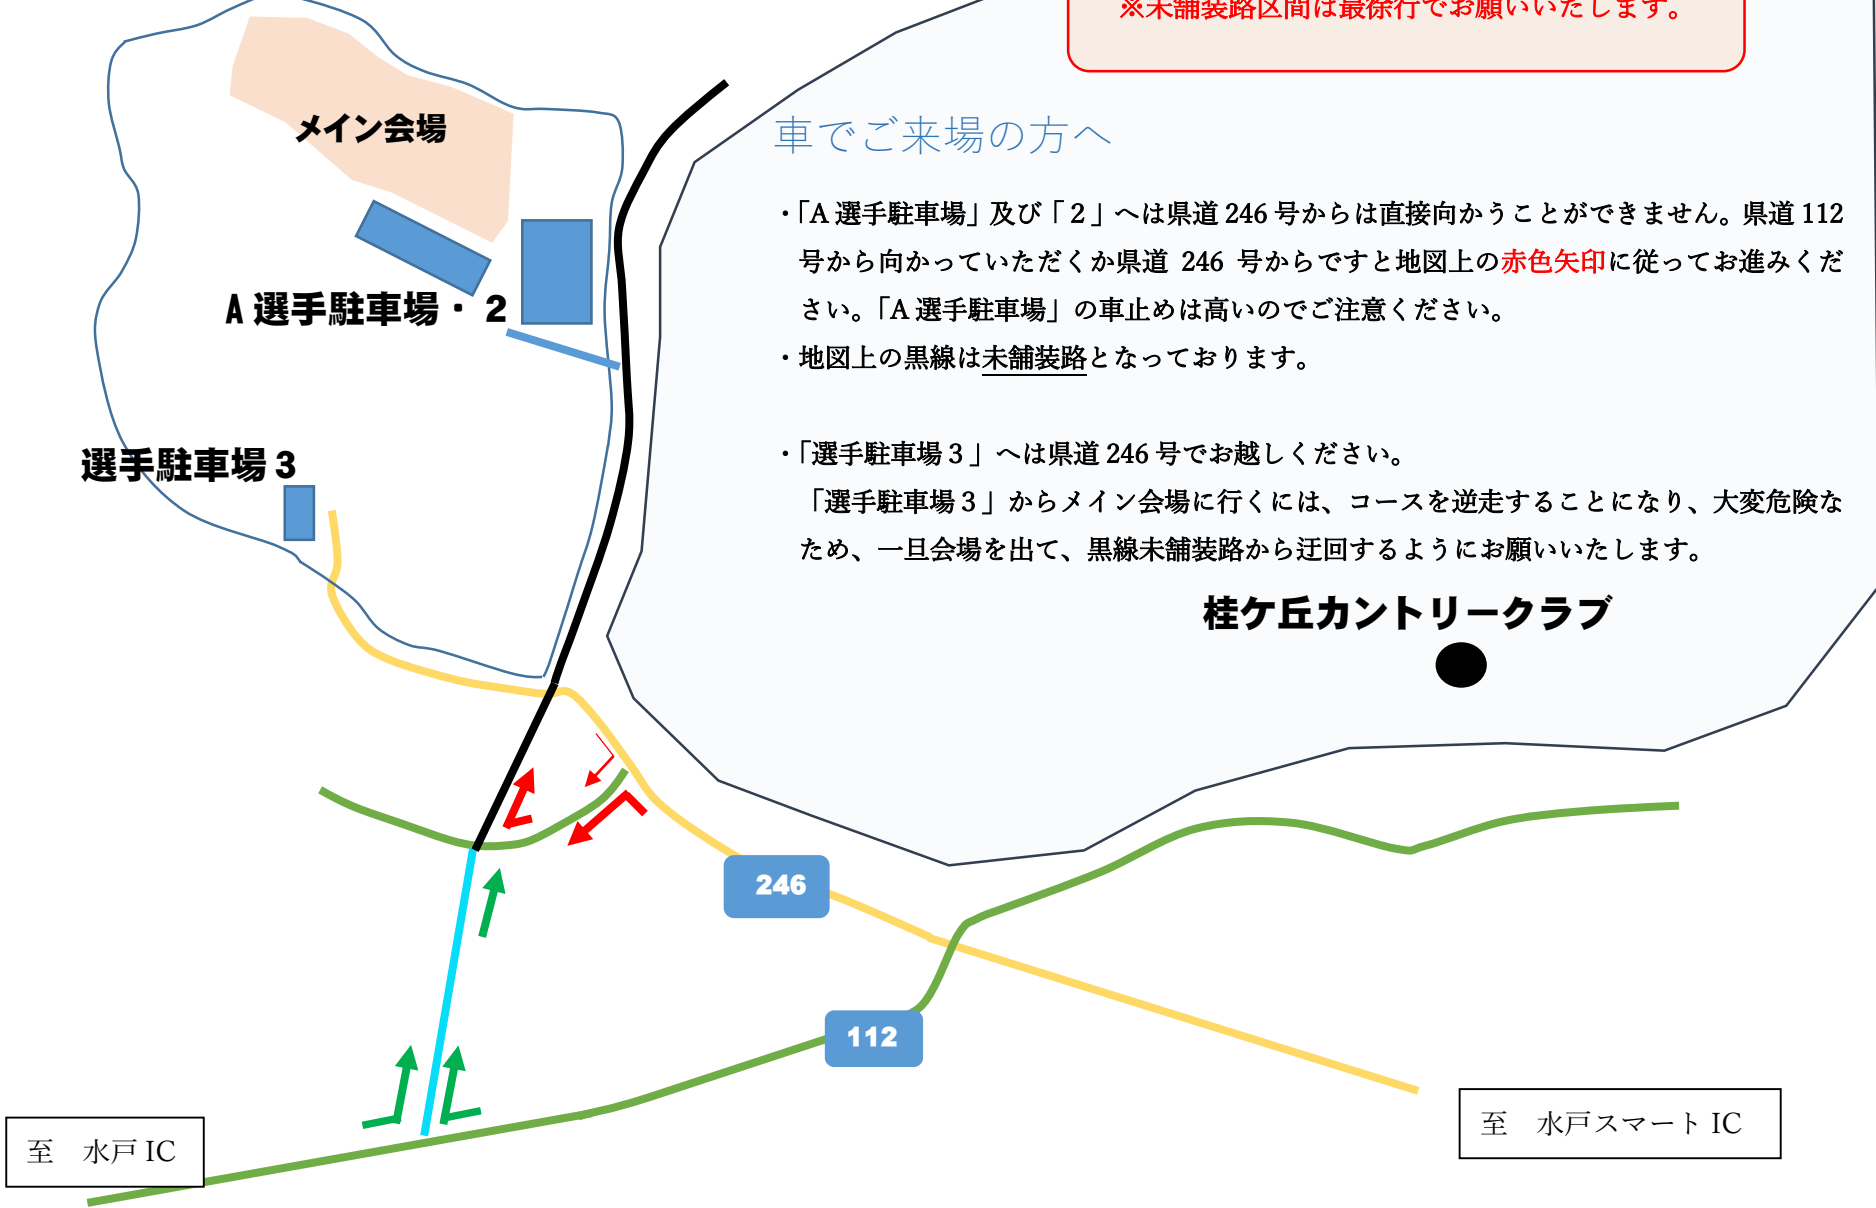 ※未舗装路区間は最徐行でお願いいたします。
メイン会場
車でご来場の方へ
・「A 選手駐車場」及び「２」へは県道 246 号からは直接向かうことができません。県道 112
号から向かっていただくか県道 246 号からですと地図上の赤色矢印に従ってお進みくだ
さい。「A 選手駐車場」の車止めは高いのでご注意ください。
・地図上の黒線は未舗装路となっております。
A 選手駐車場・２
選手駐車場３
・「選手駐車場３」へは県道 246 号でお越しください。
「選手駐車場３」からメイン会場に行くには、コースを逆走することになり、大変危険な
ため、一旦会場を出て、黒線未舗装路から迂回するようにお願いいたします。
桂ケ丘カントリークラブ
246
112
至　水戸 IC
至　水戸スマート IC